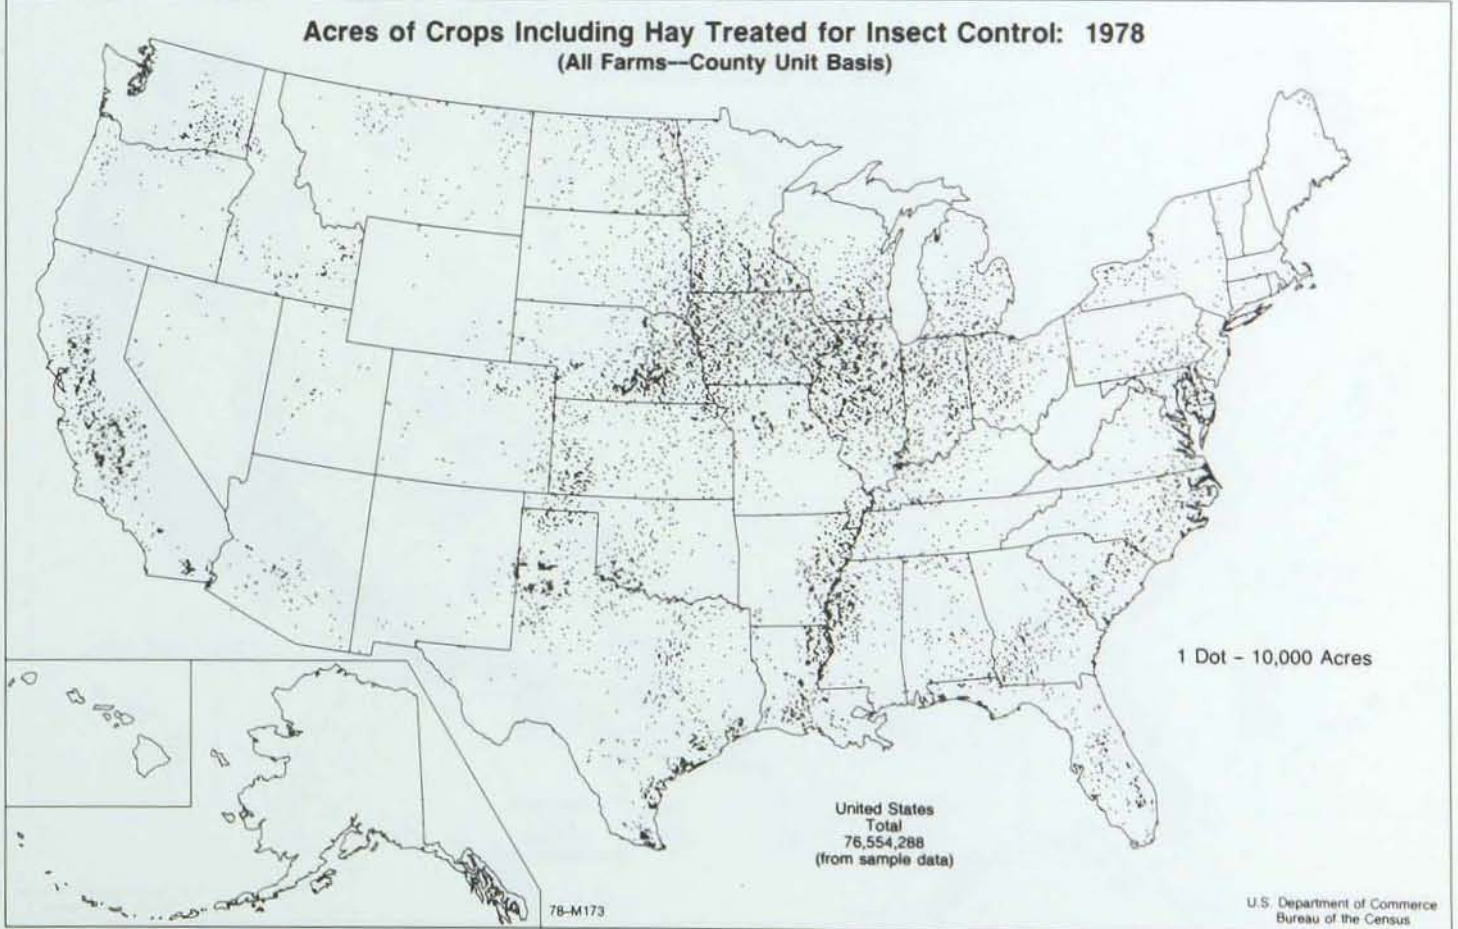 Acres of Crops Including Hay Treated for Insect Control: 1978
(All Farms--County Unit Basis)
1 Dot - 10,000 Acres
United States
Total
76,554,288
(from sample data)
78-M173
U.S. Department of Commerce
Bureau of the Census